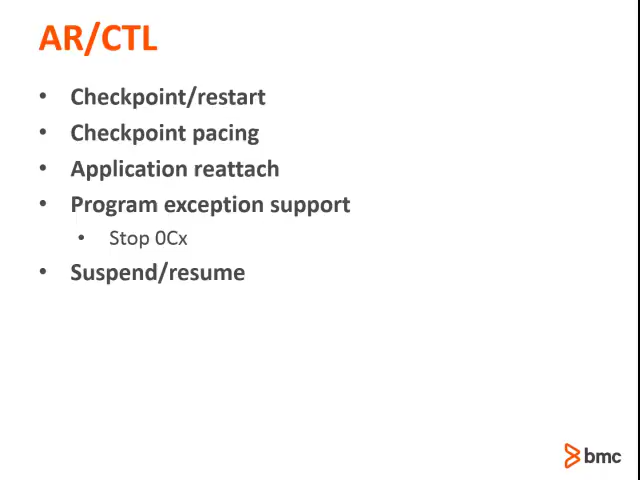 AR/CTL
• Checkpoint/restart
• Checkpoint pacing
• Application reattach
• Program exception support
• Stop 0Cx
• Suspend/resume
bmc